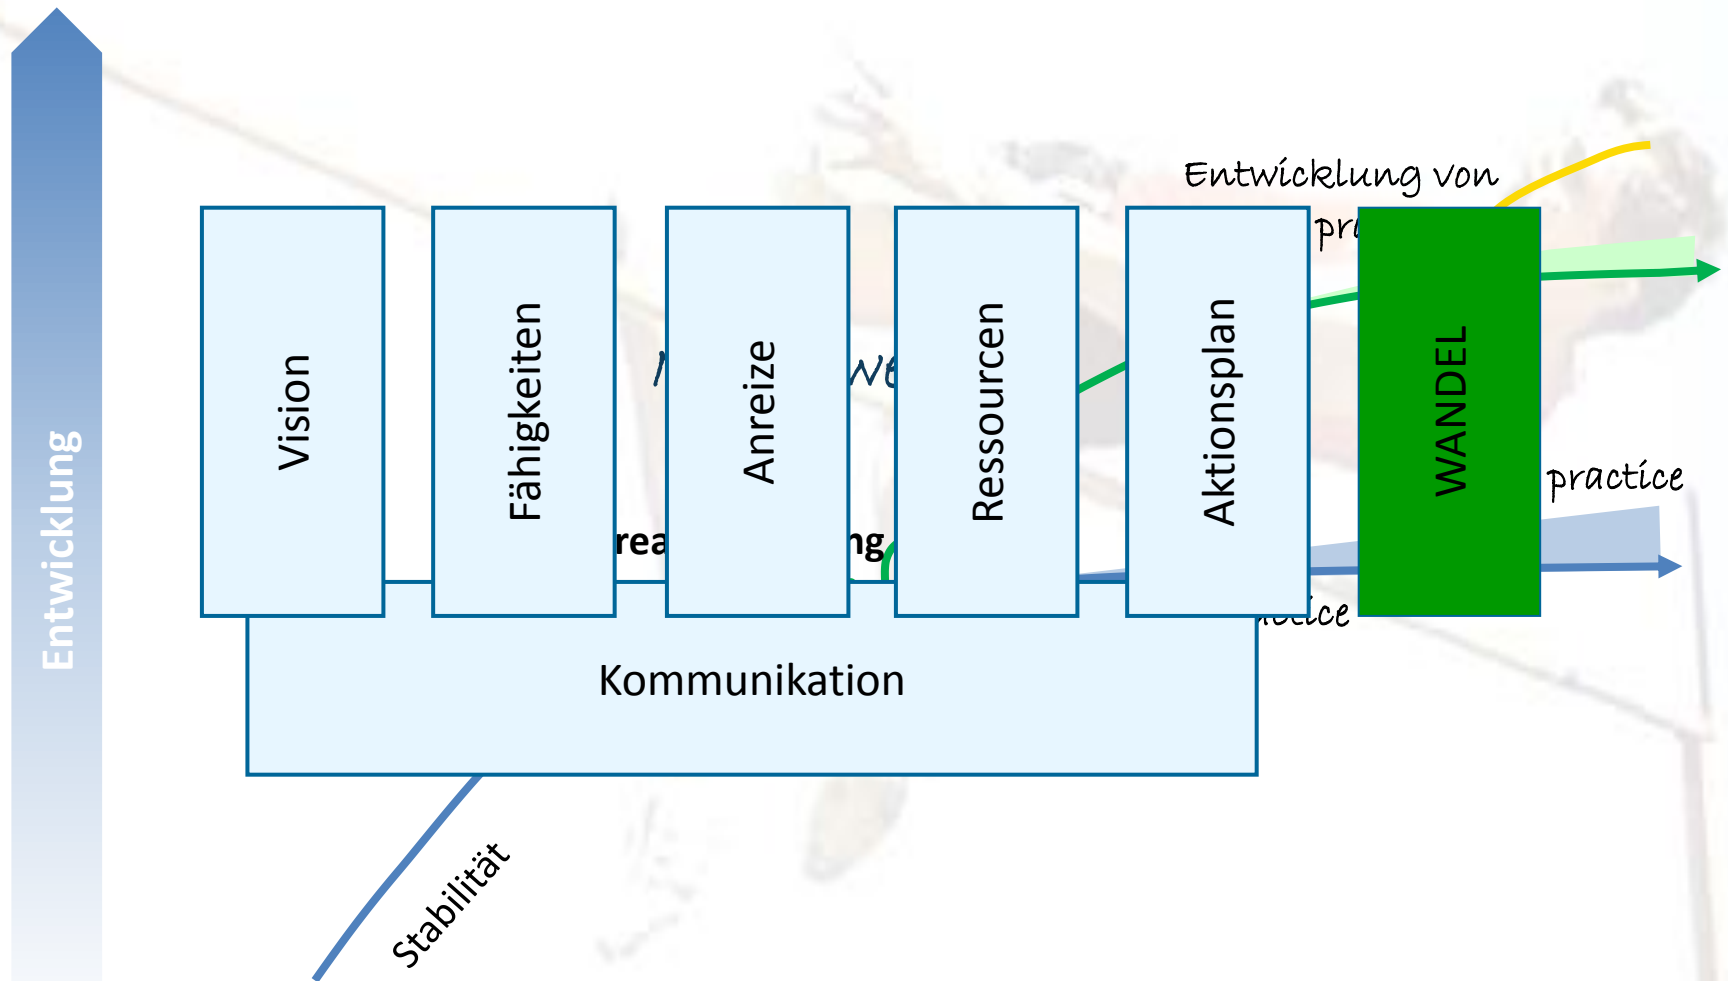 Entwicklung
Entwicklung von
Vision
Fähigkeiten
Anreize
Ressourcen
Aktionsplan
WANDEL
practice
Kommunikation
Stabilität